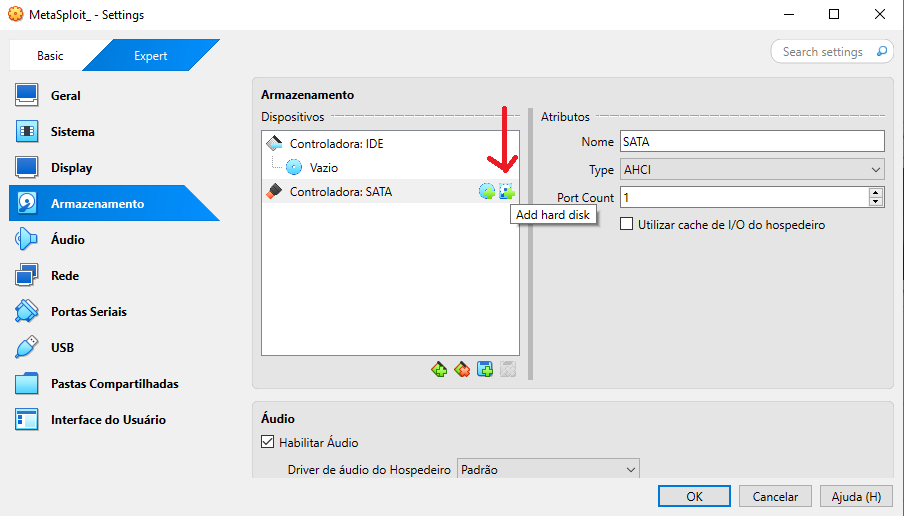 MetaSploit_ - Settings
Basic
Expert
Search settings
Geral
Sistema
Display
Armazenamento
Áudio
Rede
Portas Seriais
USB
Pastas Compartilhadas
Interface do Usuário
Armazenamento
Dispositivos
Controladora: IDE
Vazio
Controladora: SATA
Add hard disk
Atributos
Nome SATA
Type AHCI
Port Count 1
Utilizar cache de I/O do hospedeiro
Áudio
Habilitar Áudio
Driver de áudio do Hospedeiro Padrão
OK
Cancelar
Ajuda (H)